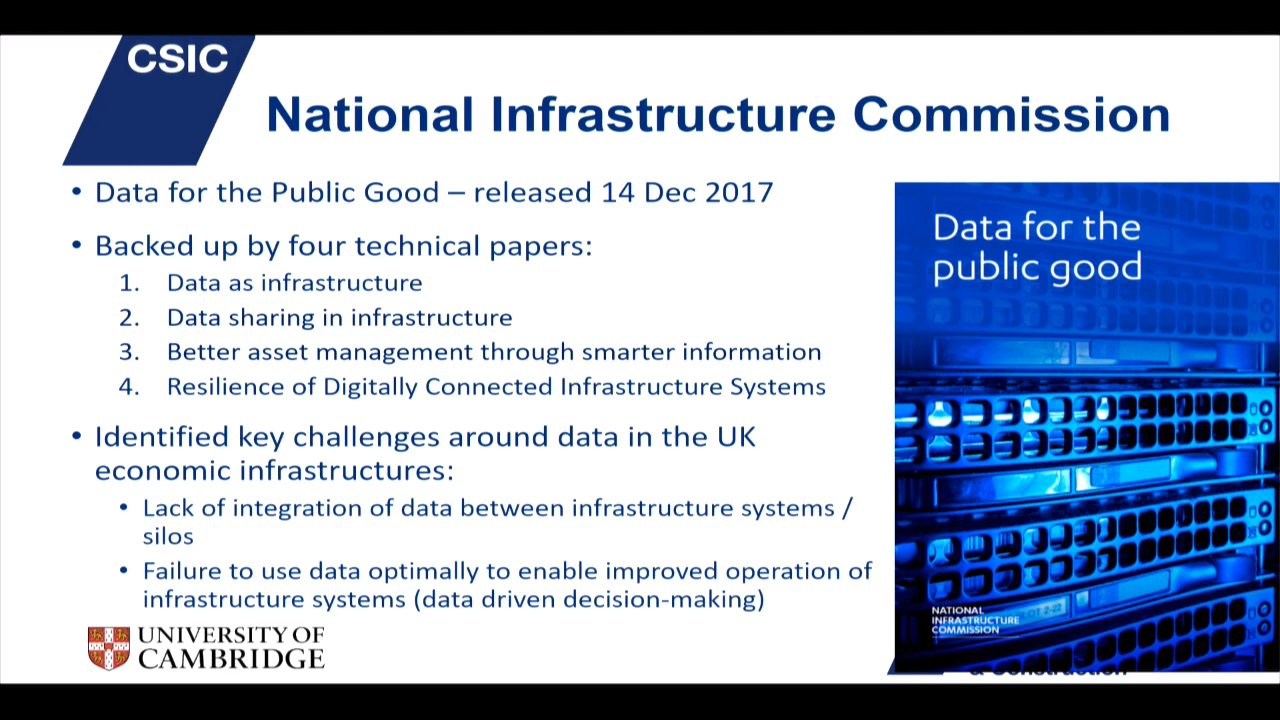 CSIC
National Infrastructure Commission
• Data for the Public Good – released 14 Dec 2017
• Backed up by four technical papers:
1. Data as infrastructure
2. Data sharing in infrastructure
3. Better asset management through smarter information
4. Resilience of Digitally Connected Infrastructure Systems
• Identified key challenges around data in the UK
economic infrastructures:
• Lack of integration of data between infrastructure systems /
silos
• Failure to use data optimally to enable improved operation of
infrastructure systems (data driven decision-making)
UNIVERSITY OF
CAMBRIDGE
Data for the
public good
NATIONAL
INFRASTRUCTURE
COMMISSION